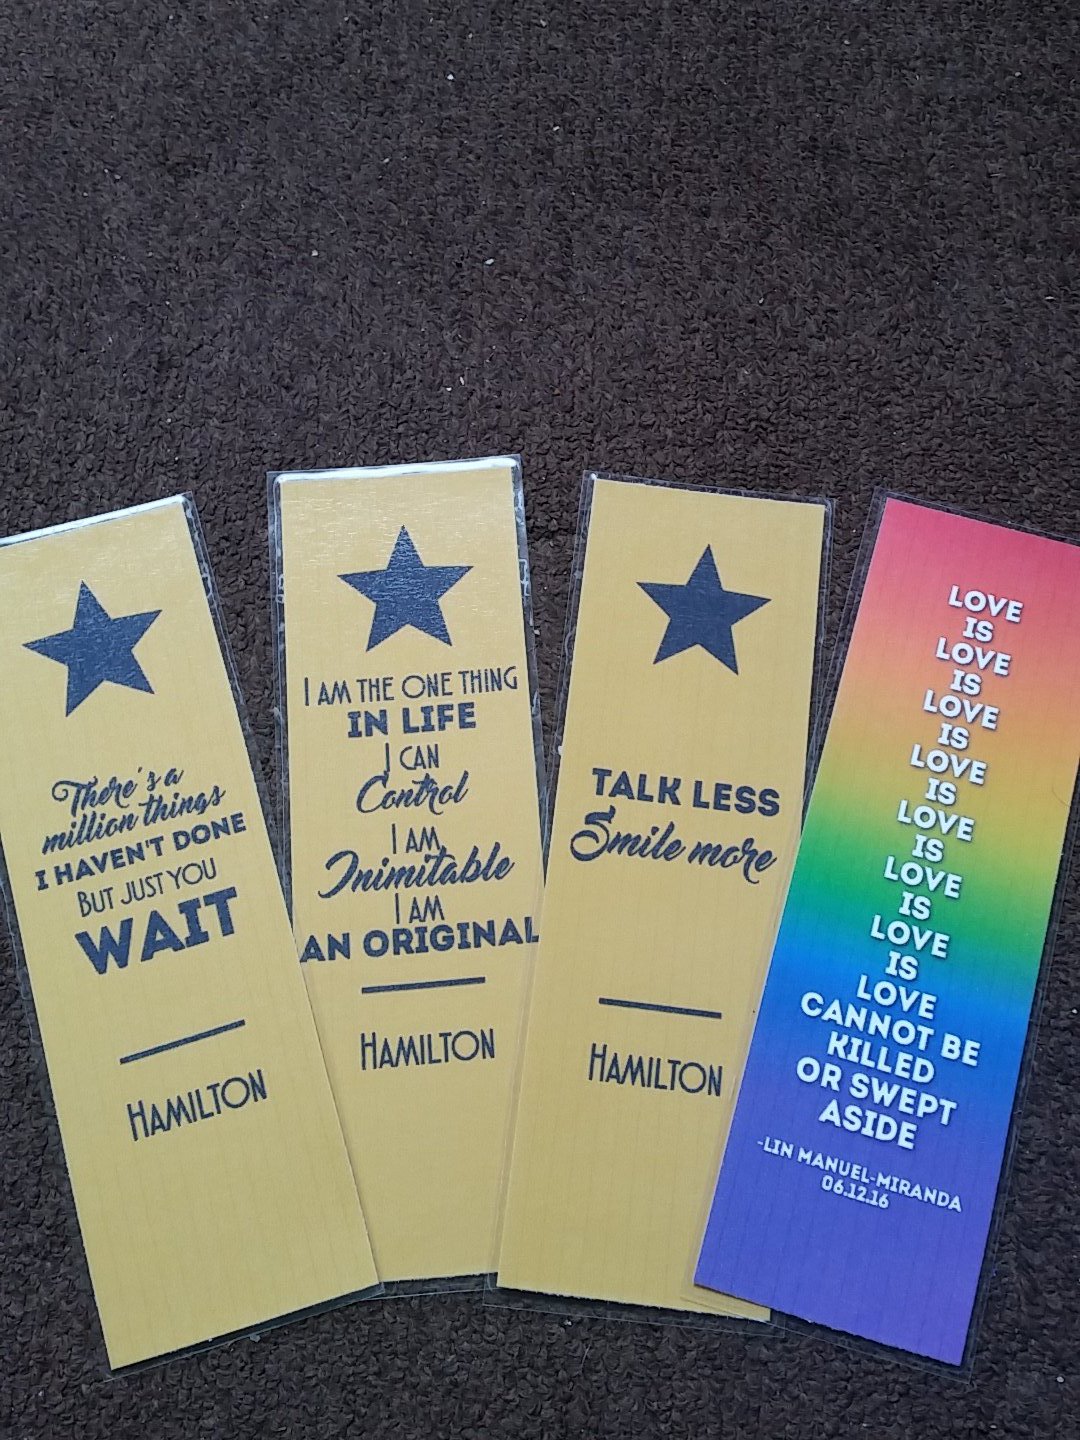 There's a
million things
I HAVEN'T DONE
BUT JUST YOU
WAIT
HAMILTON
I AM THE ONE THING
IN LIFE
I CAN
Control
I AM
Inimitable
I AM
AN ORIGINAL
HAMILTON
TALK LESS
Smile more
HAMILTON
LOVE
IS
LOVE
IS
LOVE
IS
LOVE
IS
LOVE
IS
LOVE
IS
LOVE
IS
LOVE
CANNOT BE
KILLED
OR SWEPT
ASIDE
-LIN MANUEL-MIRANDA
06.12.16